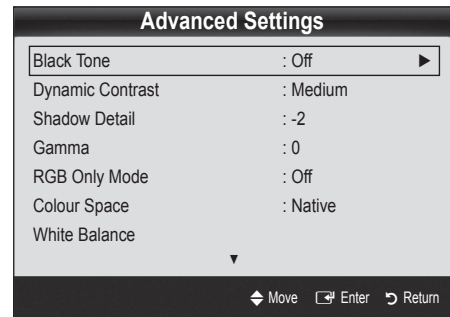 Advanced Settings
Black Tone : Off ►
Dynamic Contrast : Medium
Shadow Detail : -2
Gamma : 0
RGB Only Mode : Off
Colour Space : Native
White Balance
▼
Move Enter Return